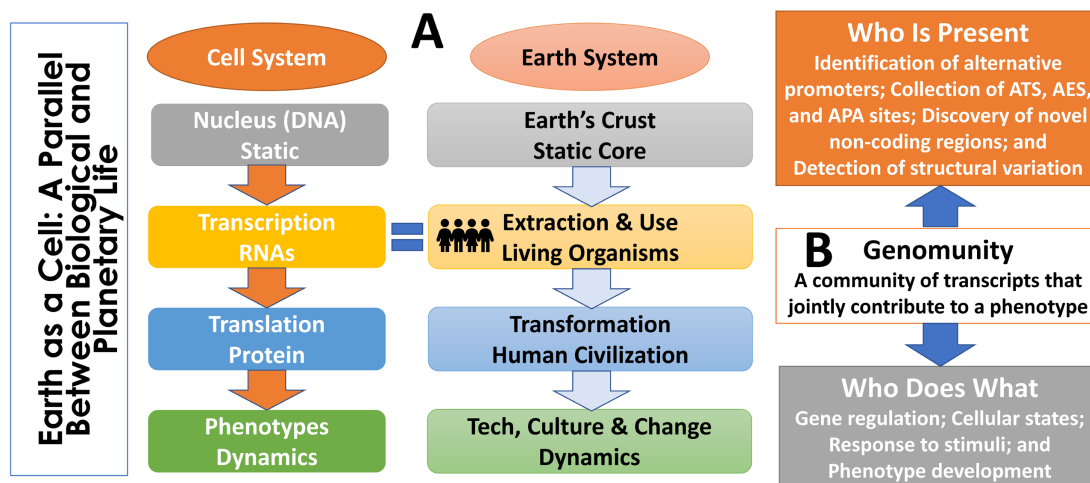 Earth as a Cell: A Parallel
Between Biological and
Planetary Life
A
Cell System
Nucleus (DNA)
Static
Transcription
RNAs
Translation
Protein
Phenotypes
Dynamics
Earth System
Earth's Crust
Static Core
Extraction & Use
Living Organisms
Transformation
Human Civilization
Tech, Culture & Change
Dynamics
Who Is Present
Identification of alternative
promoters; Collection of ATS, AES,
and APA sites; Discovery of novel
non-coding regions; and
Detection of structural variation
B Genomunity
A community of transcripts that
jointly contribute to a phenotype
Who Does What
Gene regulation; Cellular states;
Response to stimuli; and
Phenotype development